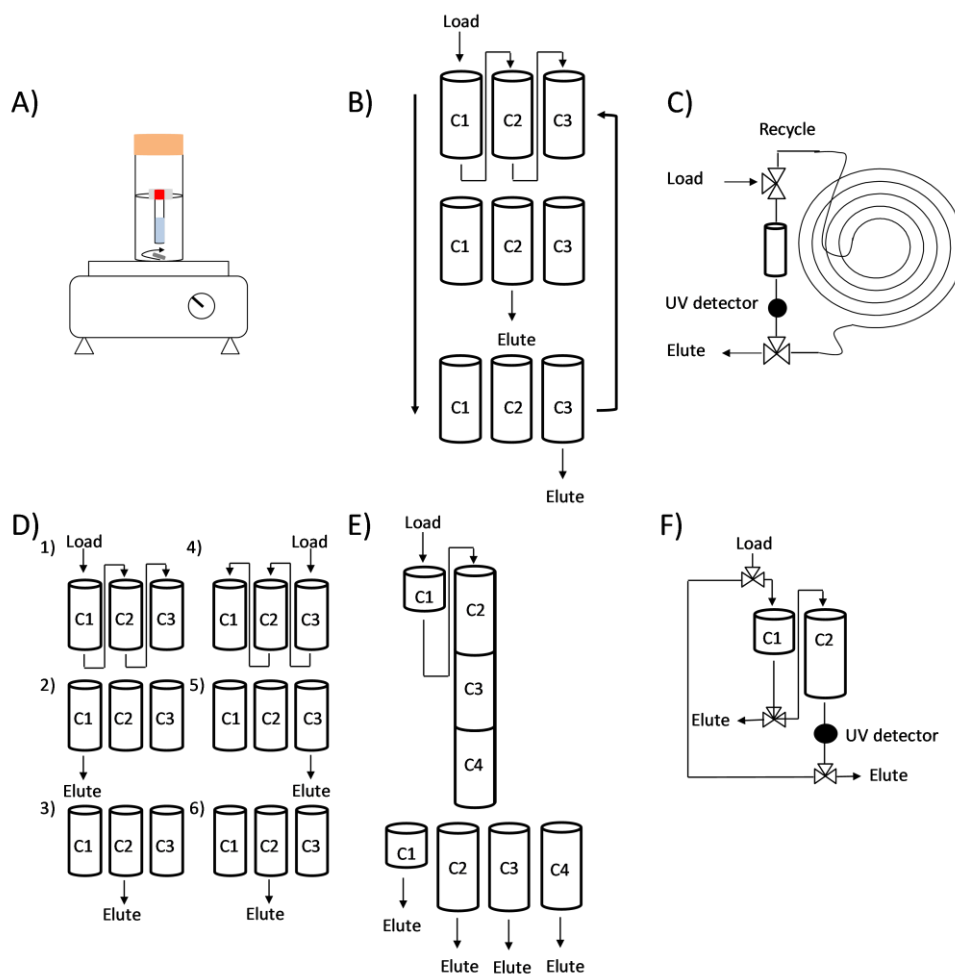 A)
B)
Load
C1 C2 C3
C1 C2 C3
Elute
C1 C2 C3
Elute
C)
Recycle
Load
UV detector
Elute
D)
1) Load
C1 C2 C3
2)
C1 C2 C3
Elute
3)
C1 C2 C3
Elute
4) Load
C1 C2 C3
5)
C1 C2 C3
Elute
6)
C1 C2 C3
Elute
E)
Load
C1 C2
C3
C4
C1 C2 C3 C4
Elute
Elute Elute Elute
F)
Load
C1 C2
Elute
UV detector
Elute